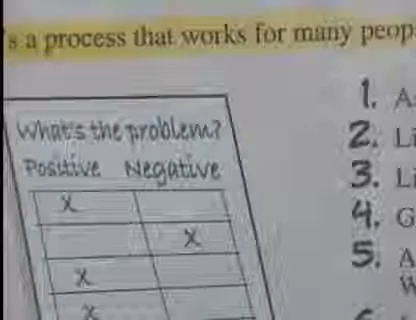 's a process that works for many peop
What's the problem?
Positive Negative
x
x
x
x
1. A
2. Li
3. Li
4. G
5. A
W